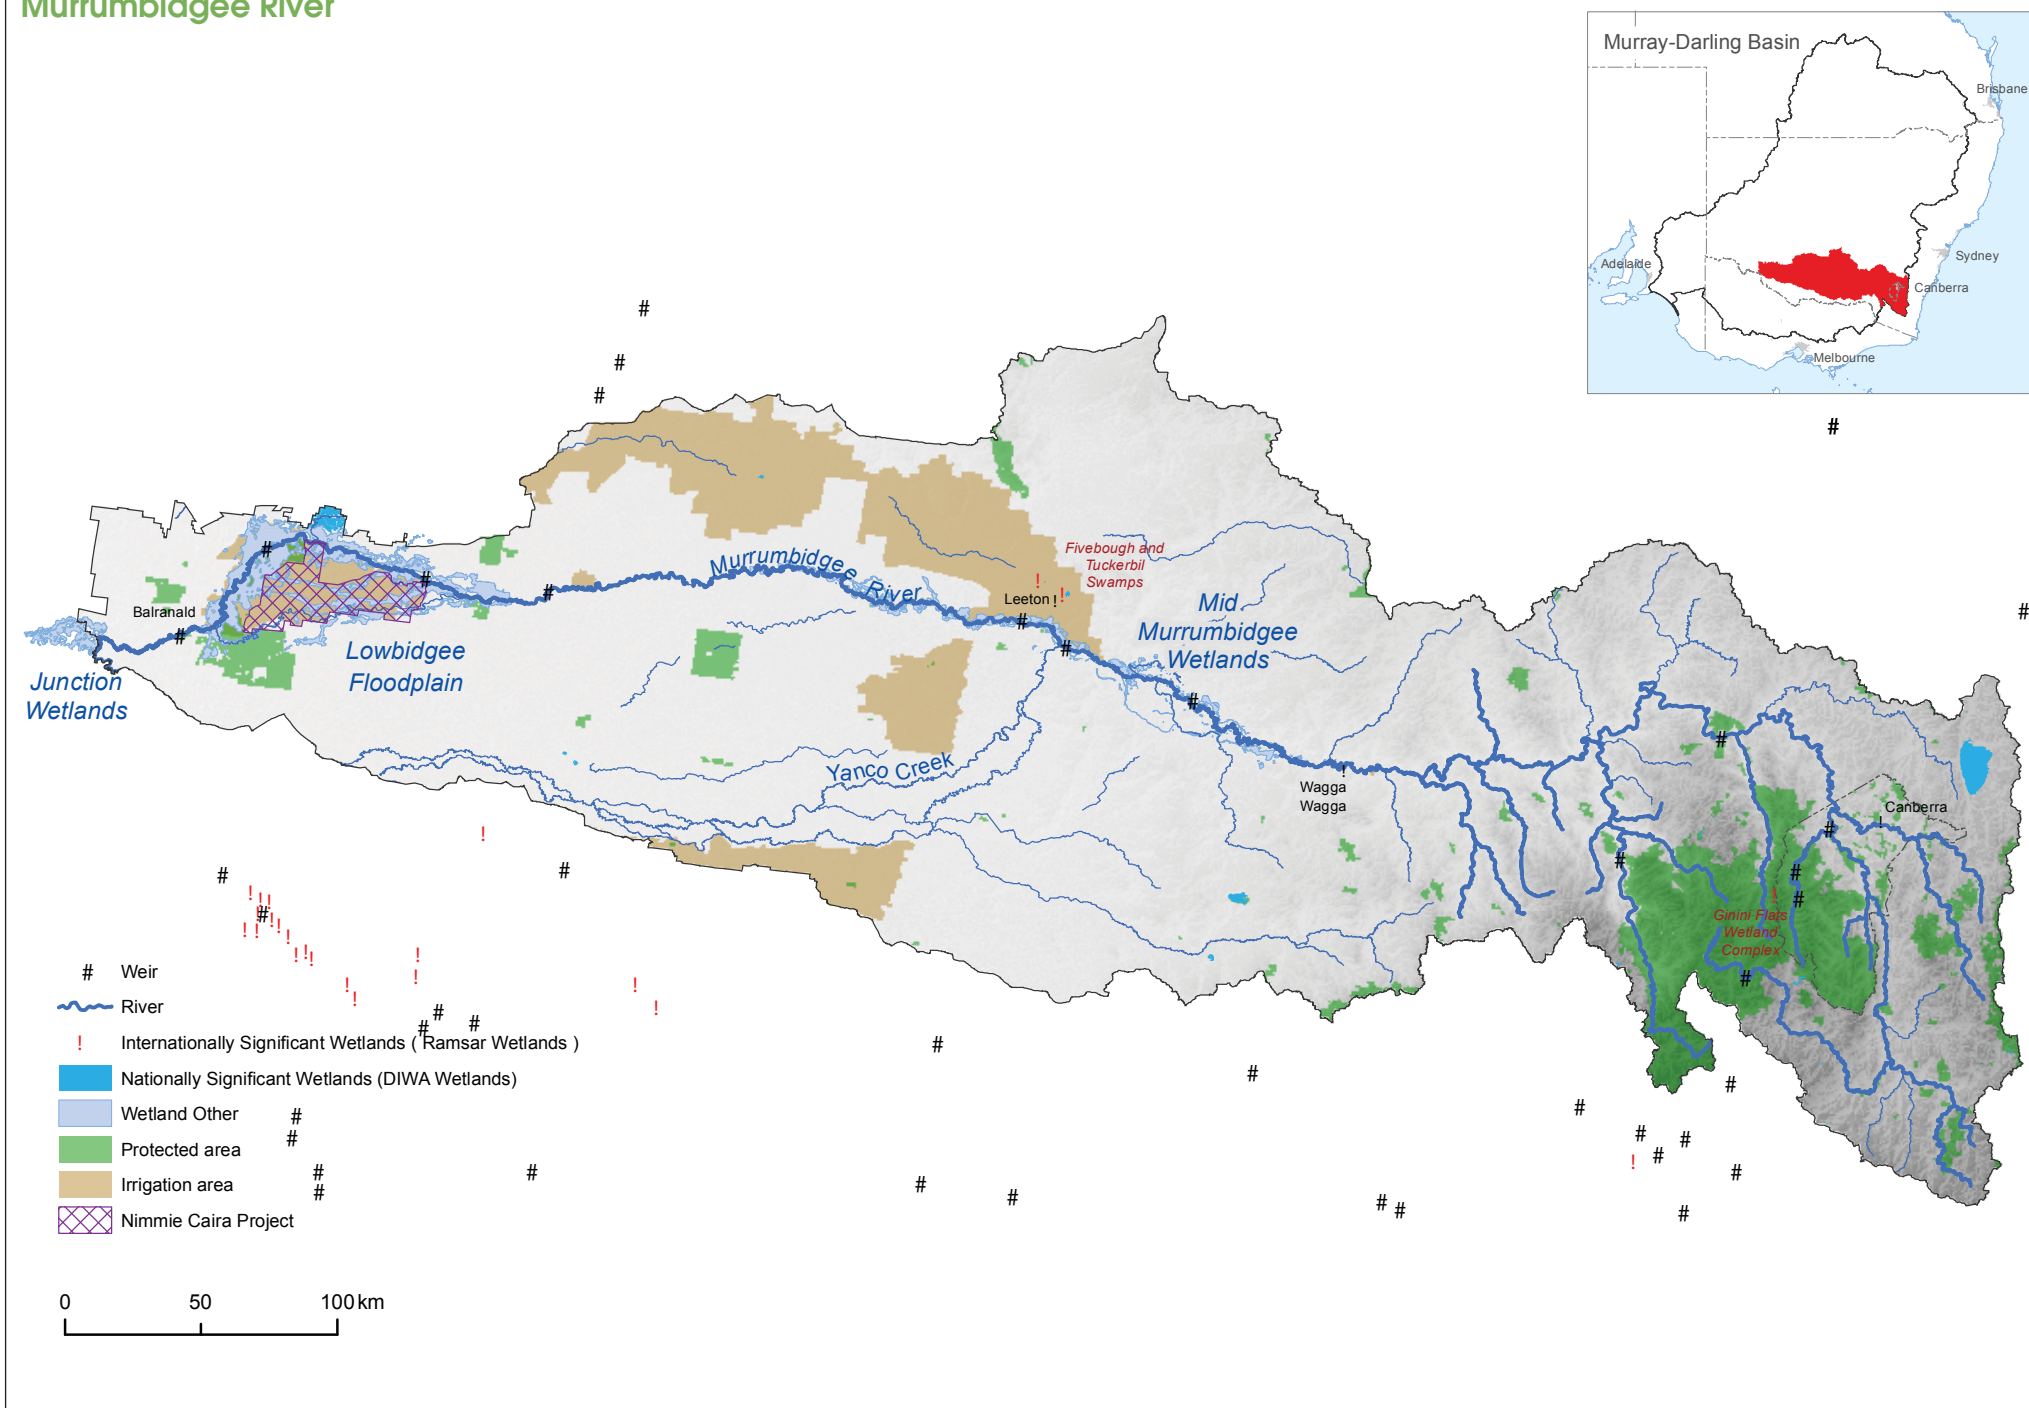 Murrumbidgee River
Murray-Darling Basin
Brisbane
Adelaide
Sydney
Canberra
Melbourne
Murrumbidgee River
Fivebough and
Tuckerbil
Swamps
Leeton
Mid
Murrumbidgee
Wetlands
Balranald
Lowbidgee
Floodplain
Junction
Wetlands
Yanco Creek
Wagga
Wagga
Canberra
Ginini Flats
Wetland
Complex
# Weir
River
! Internationally Significant Wetlands ( Ramsar Wetlands )
Nationally Significant Wetlands (DIWA Wetlands)
Wetland Other
Protected area
Irrigation area
Nimmie Caira Project
0 50 100 km